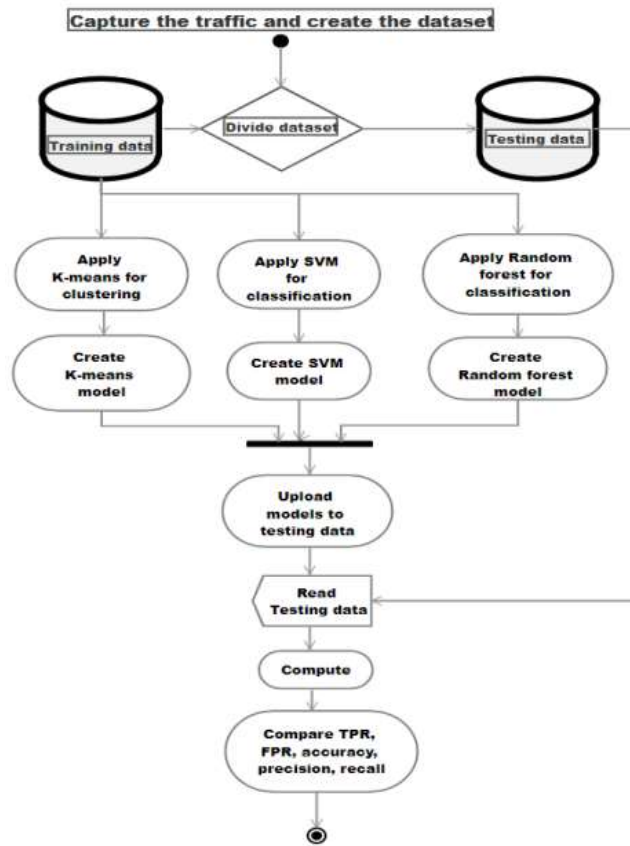 Capture the traffic and create the dataset
Training data
Divide dataset
Testing data
Apply
K-means for
clustering
Apply SVM
for
classification
Apply Random
forest for
classification
Create
K-means
model
Create SVM
model
Create
Random forest
model
Upload
models to
testing data
Read
Testing data
Compute
Compare TPR,
FPR, accuracy,
precision, recall